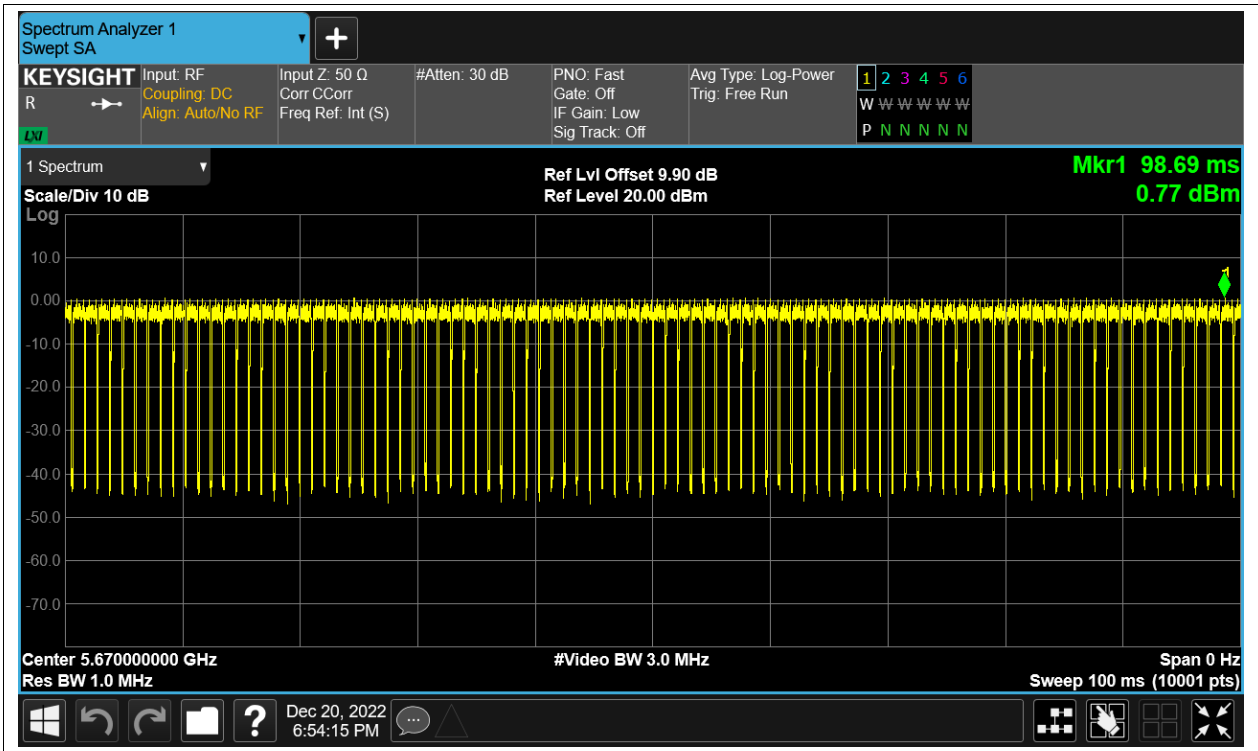 Spectrum Analyzer 1
Swept SA
KEYSIGHT
R
LXI
Input: RF
Coupling: DC
Align: Auto/No RF
Input Z: 50 Ω
Corr CCorr
Freq Ref: Int (S)
#Atten: 30 dB
PNO: Fast
Gate: Off
IF Gain: Low
Sig Track: Off
Avg Type: Log-Power
Trig: Free Run
1 2 3 4 5 6
W W W W W W
P N N N N N
1 Spectrum
Scale/Div 10 dB
Ref Lvl Offset 9.90 dB
Ref Level 20.00 dBm
Mkr1 98.69 ms
0.77 dBm
Log
10.0
0.00
-10.0
-20.0
-30.0
-40.0
-50.0
-60.0
-70.0
1
Center 5.670000000 GHz
Res BW 1.0 MHz
#Video BW 3.0 MHz
Span 0 Hz
Sweep 100 ms (10001 pts)
?
Dec 20, 2022
6:54:15 PM